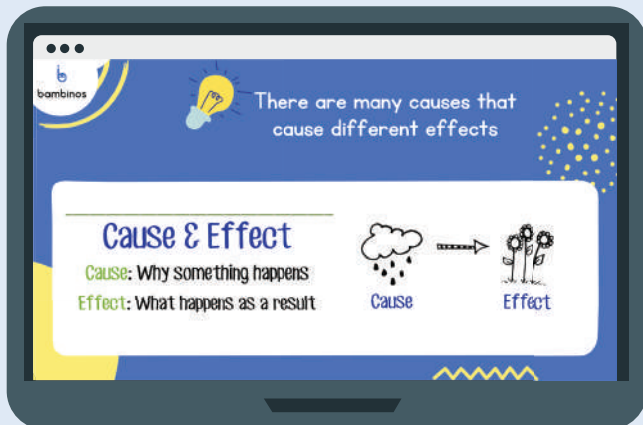 bambinos
There are many causes that
cause different effects
Cause & Effect
Cause: Why something happens
Effect: What happens as a result
Cause
Effect